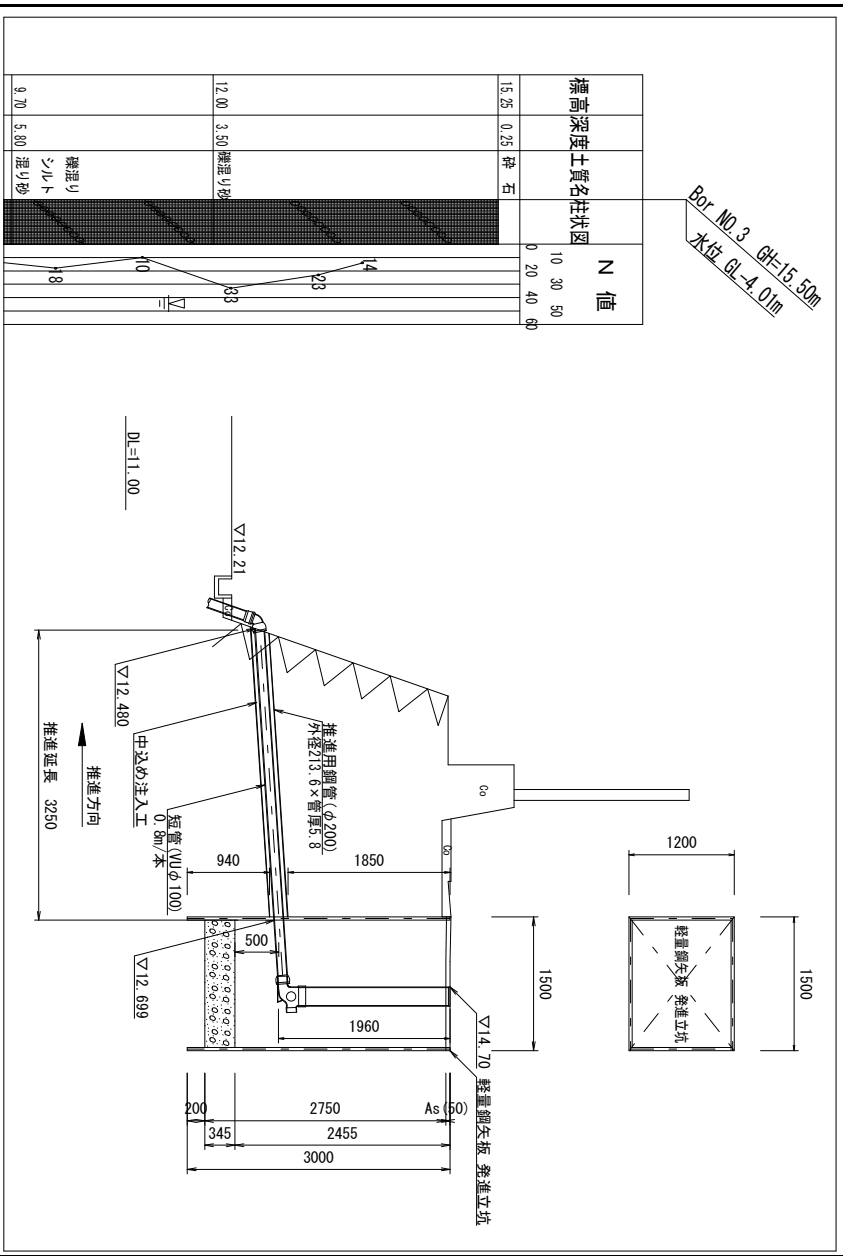 Bor NO.3 GH=15.50m
水位 GL-4.01m
標高
深度
土質名
柱状図
N 値
10 30 50
0 20 40 60
15.25
0.25
砕 石
12.00
3.50
礫混り砂
9.70
5.80
礫混り
シルト
混り砂
14
23
33
10
18
DL=11.00
▽12.21
Co
Co
Co
▽12.480
中込め注入工
推進用鋼管(φ200)
外径213.6×管厚5.8
短管(VUφ100)
0.8m/本
推進方向
推進延長 3250
940
1850
500
▽12.699
1960
1500
▽14.70
軽量鋼矢板 発進立坑
200
2750
As(50)
345
2455
3000
1200
1500
軽量鋼矢板 発進立坑